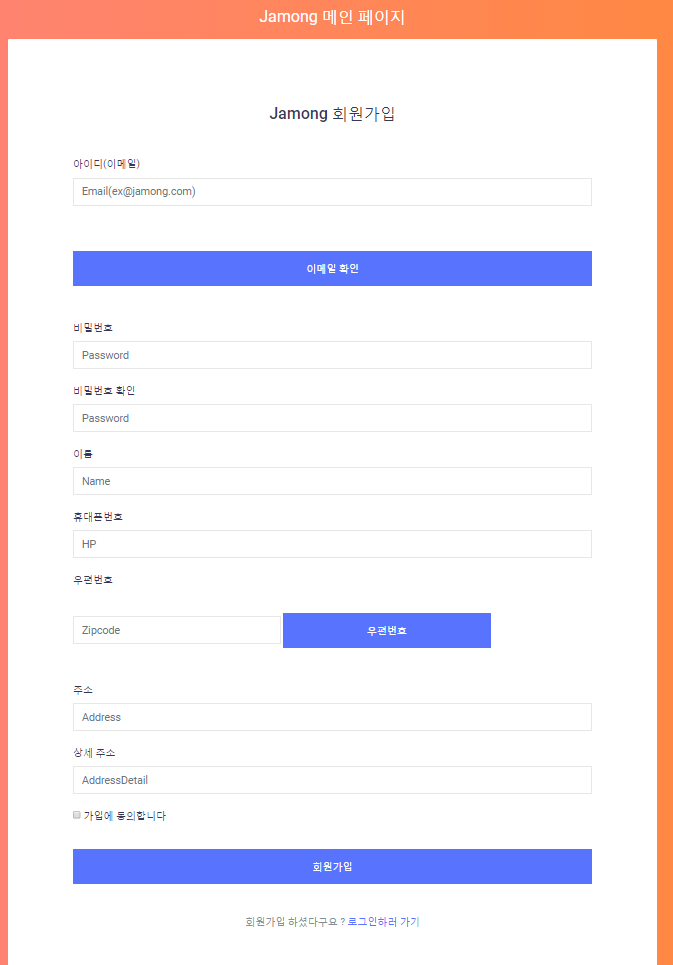 Jamong 메인 페이지
Jamong 회원가입
아이디(이메일)
Email(ex@jamong.com)
이메일 확인
비밀번호
Password
비밀번호 확인
Password
이름
Name
휴대폰번호
HP
우편번호
Zipcode 우편번호
주소
Address
상세 주소
AddressDetail
가입에 동의합니다
회원가입
회원가입 하셨다구요 ? 로그인하러 가기